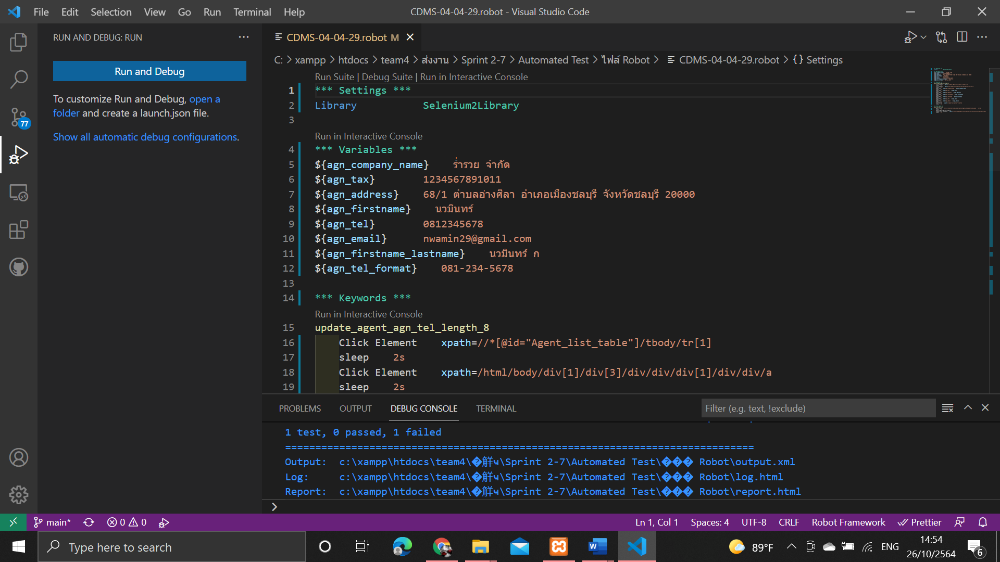 File Edit Selection View Go Run Terminal Help
CDMS-04-04-29.robot - Visual Studio Code
RUN AND DEBUG: RUN
Run and Debug
To customize Run and Debug, open a
folder and create a launch.json file.
Show all automatic debug configurations.
77
CDMS-04-04-29.robot M
C: > xampp > htdocs > team4 > ส่งงาน > Sprint 2-7 > Automated Test > ไฟล์ Robot > CDMS-04-04-29.robot > {} Settings
Run Suite | Debug Suite | Run in Interactive Console
1 *** Settings ***
2 Library Selenium2Library
3
Run in Interactive Console
4 *** Variables ***
5 ${agn_company_name} ร่ำรวย จำกัด
6 ${agn_tax} 1234567891011
7 ${agn_address} 68/1 ตำบลอ่างศิลา อำเภอเมืองชลบุรี จังหวัดชลบุรี 20000
8 ${agn_firstname} นวมินทร์
9 ${agn_tel} 0812345678
10 ${agn_email} nwamin29@gmail.com
11 ${agn_firstname_lastname} นวมินทร์ ก
12 ${agn_tel_format} 081-234-5678
13
14 *** Keywords ***
Run in Interactive Console
15 update_agent_agn_tel_length_8
16 Click Element xpath=//*[@id="Agent_list_table"]/tbody/tr[1]
17 sleep 2s
18 Click Element xpath=/html/body/div[1]/div[3]/div/div/div[1]/div/div/a
19 sleep 2s
PROBLEMS OUTPUT DEBUG CONSOLE TERMINAL
Filter (e.g. text, !exclude)
1 test, 0 passed, 1 failed
==============================================================================
Output: c:\xampp\htdocs\team4\�觧ҹ\Sprint 2-7\Automated Test\��� Robot\output.xml
Log: c:\xampp\htdocs\team4\�觧ҹ\Sprint 2-7\Automated Test\��� Robot\log.html
Report: c:\xampp\htdocs\team4\�觧ҹ\Sprint 2-7\Automated Test\��� Robot\report.html
main* 0 0
Ln 1, Col 1 Spaces: 4 UTF-8 CRLF Robot Framework Prettier
Type here to search
89°F ENG
14:54
26/10/2564
6